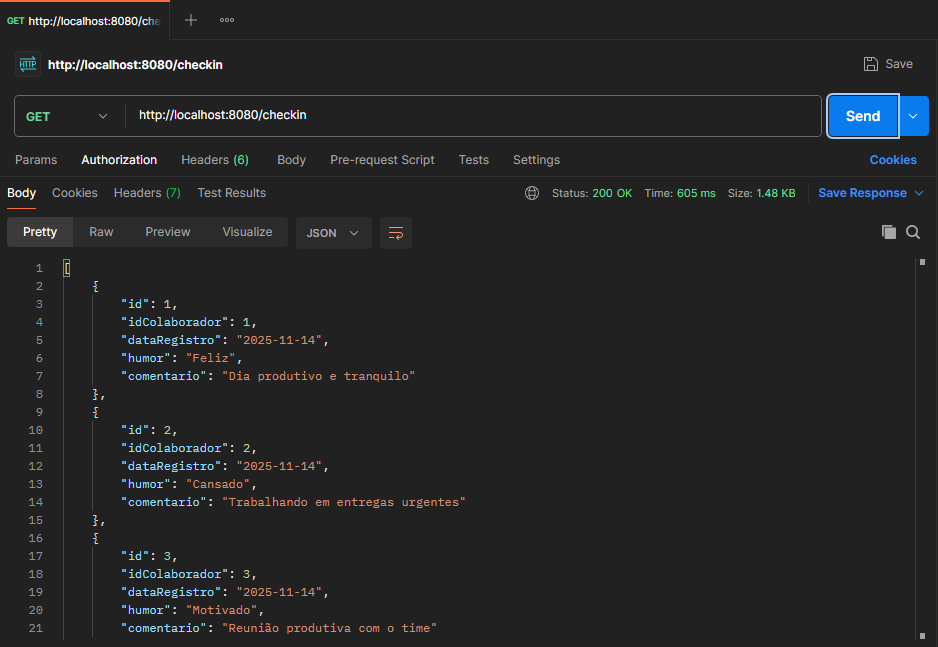 GET http://localhost:8080/che
HTTP http://localhost:8080/checkin Save
GET http://localhost:8080/checkin Send
Params Authorization Headers (6) Body Pre-request Script Tests Settings Cookies
Body Cookies Headers (7) Test Results Status: 200 OK Time: 605 ms Size: 1.48 KB Save Response
Pretty Raw Preview Visualize JSON
1 [
2 {
3 "id": 1,
4 "idColaborador": 1,
5 "dataRegistro": "2025-11-14",
6 "humor": "Feliz",
7 "comentario": "Dia produtivo e tranquilo"
8 },
9 {
10 "id": 2,
11 "idColaborador": 2,
12 "dataRegistro": "2025-11-14",
13 "humor": "Cansado",
14 "comentario": "Trabalhando em entregas urgentes"
15 },
16 {
17 "id": 3,
18 "idColaborador": 3,
19 "dataRegistro": "2025-11-14",
20 "humor": "Motivado",
21 "comentario": "Reunião produtiva com o time"